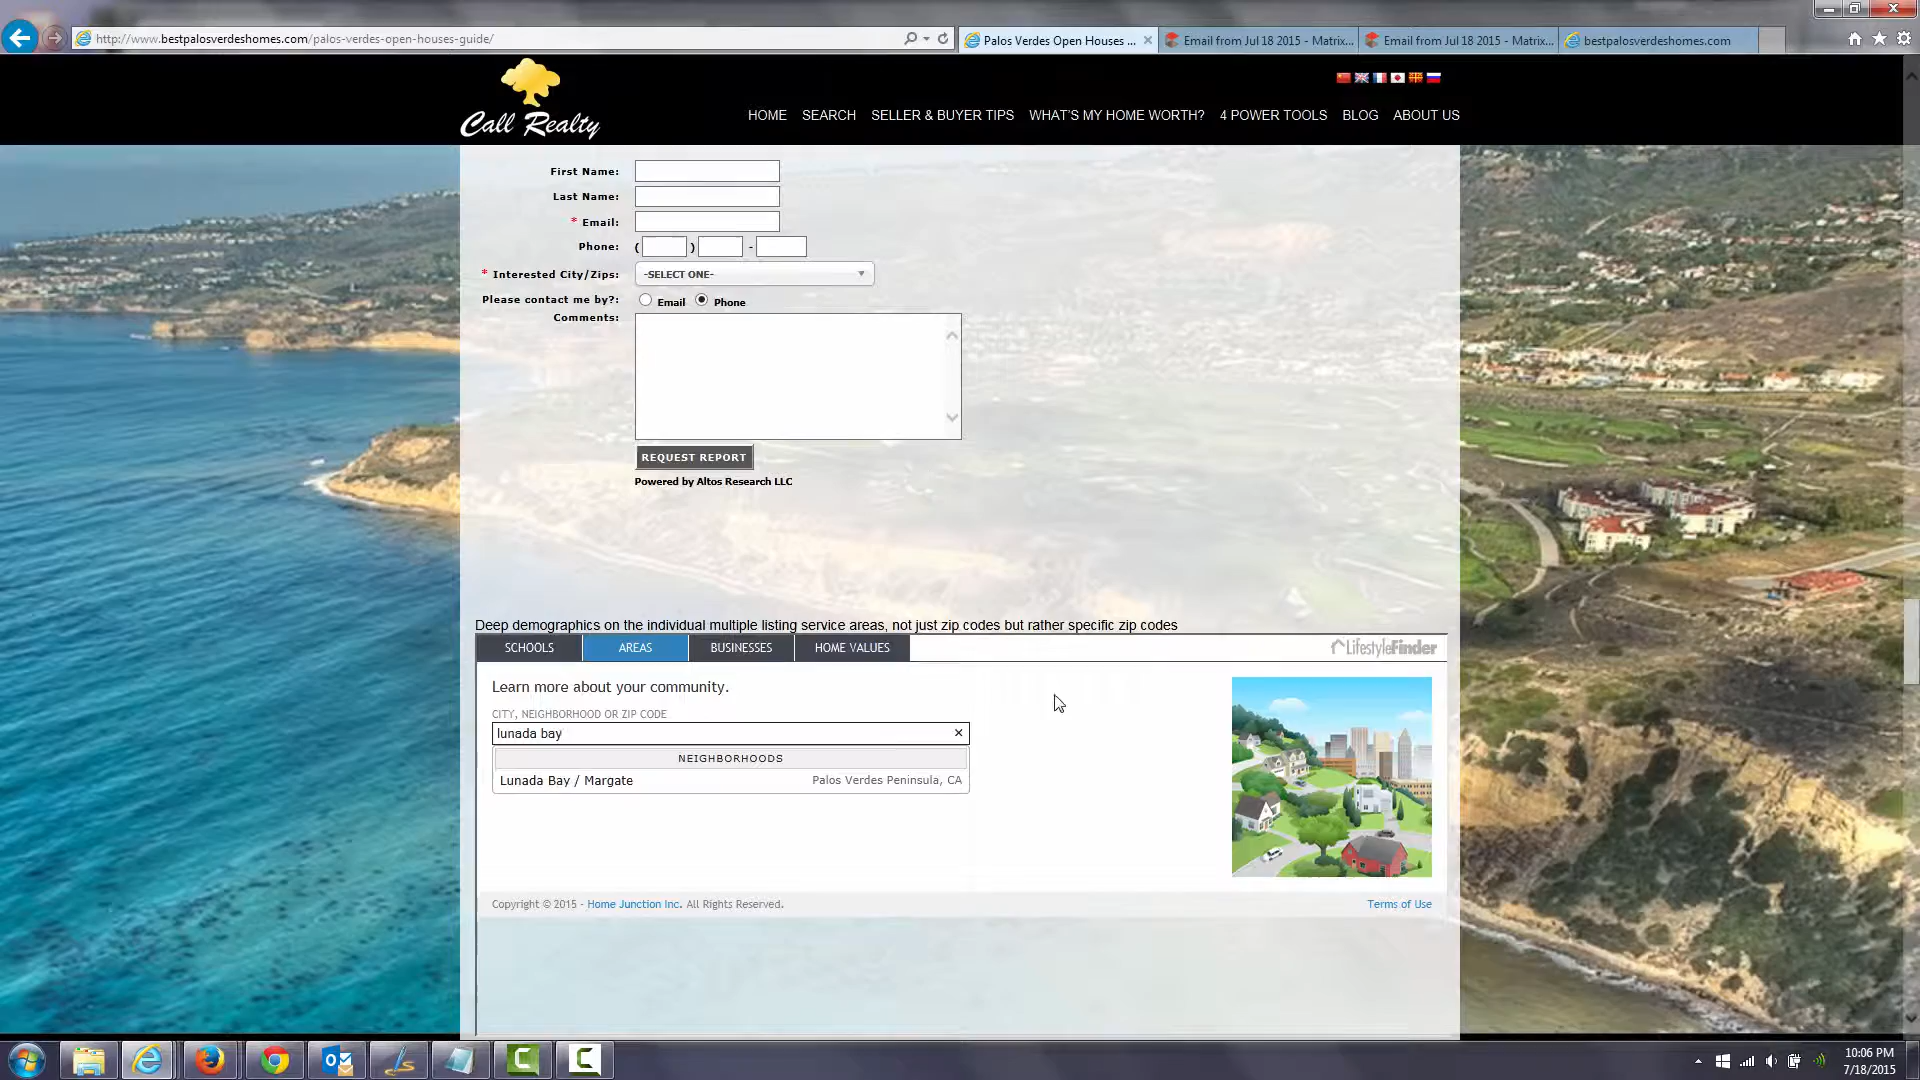 http://www.bestpalosverdeshomes.com/palos-verdes-open-houses-guide/
Palos Verdes Open Houses ...
Email from Jul 18 2015 - Matrix...
Email from Jul 18 2015 - Matrix...
bestpalosverdeshomes.com
Call Realty
HOME SEARCH SELLER & BUYER TIPS WHAT'S MY HOME WORTH? 4 POWER TOOLS BLOG ABOUT US
First Name:
Last Name:
* Email:
Phone: ( ) -
* Interested City/Zips: -SELECT ONE-
Please contact me by?: Email Phone
Comments:
REQUEST REPORT
Powered by Altos Research LLC
Deep demographics on the individual multiple listing service areas, not just zip codes but rather specific zip codes
SCHOOLS AREAS BUSINESSES HOME VALUES LifestyleFinder
Learn more about your community.
CITY, NEIGHBORHOOD OR ZIP CODE
lunada bay
NEIGHBORHOODS
Lunada Bay / Margate Palos Verdes Peninsula, CA
Copyright © 2015 - Home Junction Inc. All Rights Reserved. Terms of Use
10:06 PM
7/18/2015